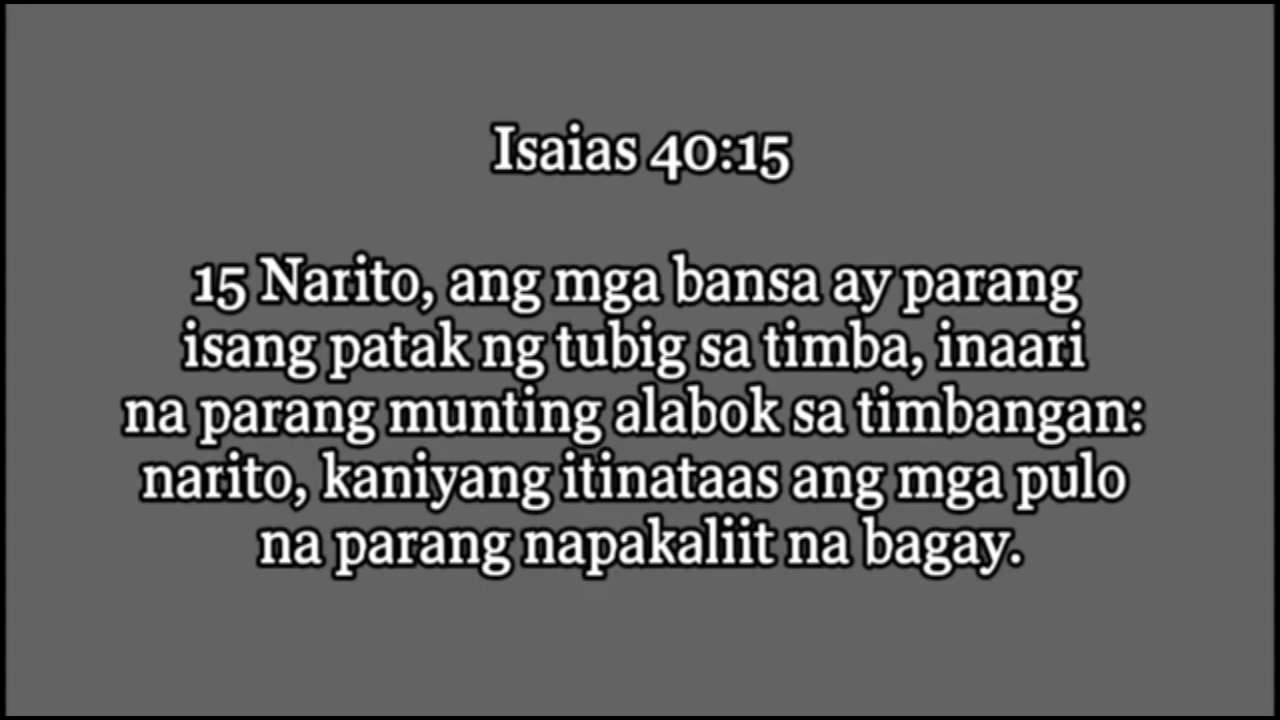 Isaias 40:15
15 Narito, ang mga bansa ay parang
isang patak ng tubig sa timba, inaari
na parang munting alabok sa timbangan:
narito, kaniyang itinataas ang mga pulo
na parang napakaliit na bagay.